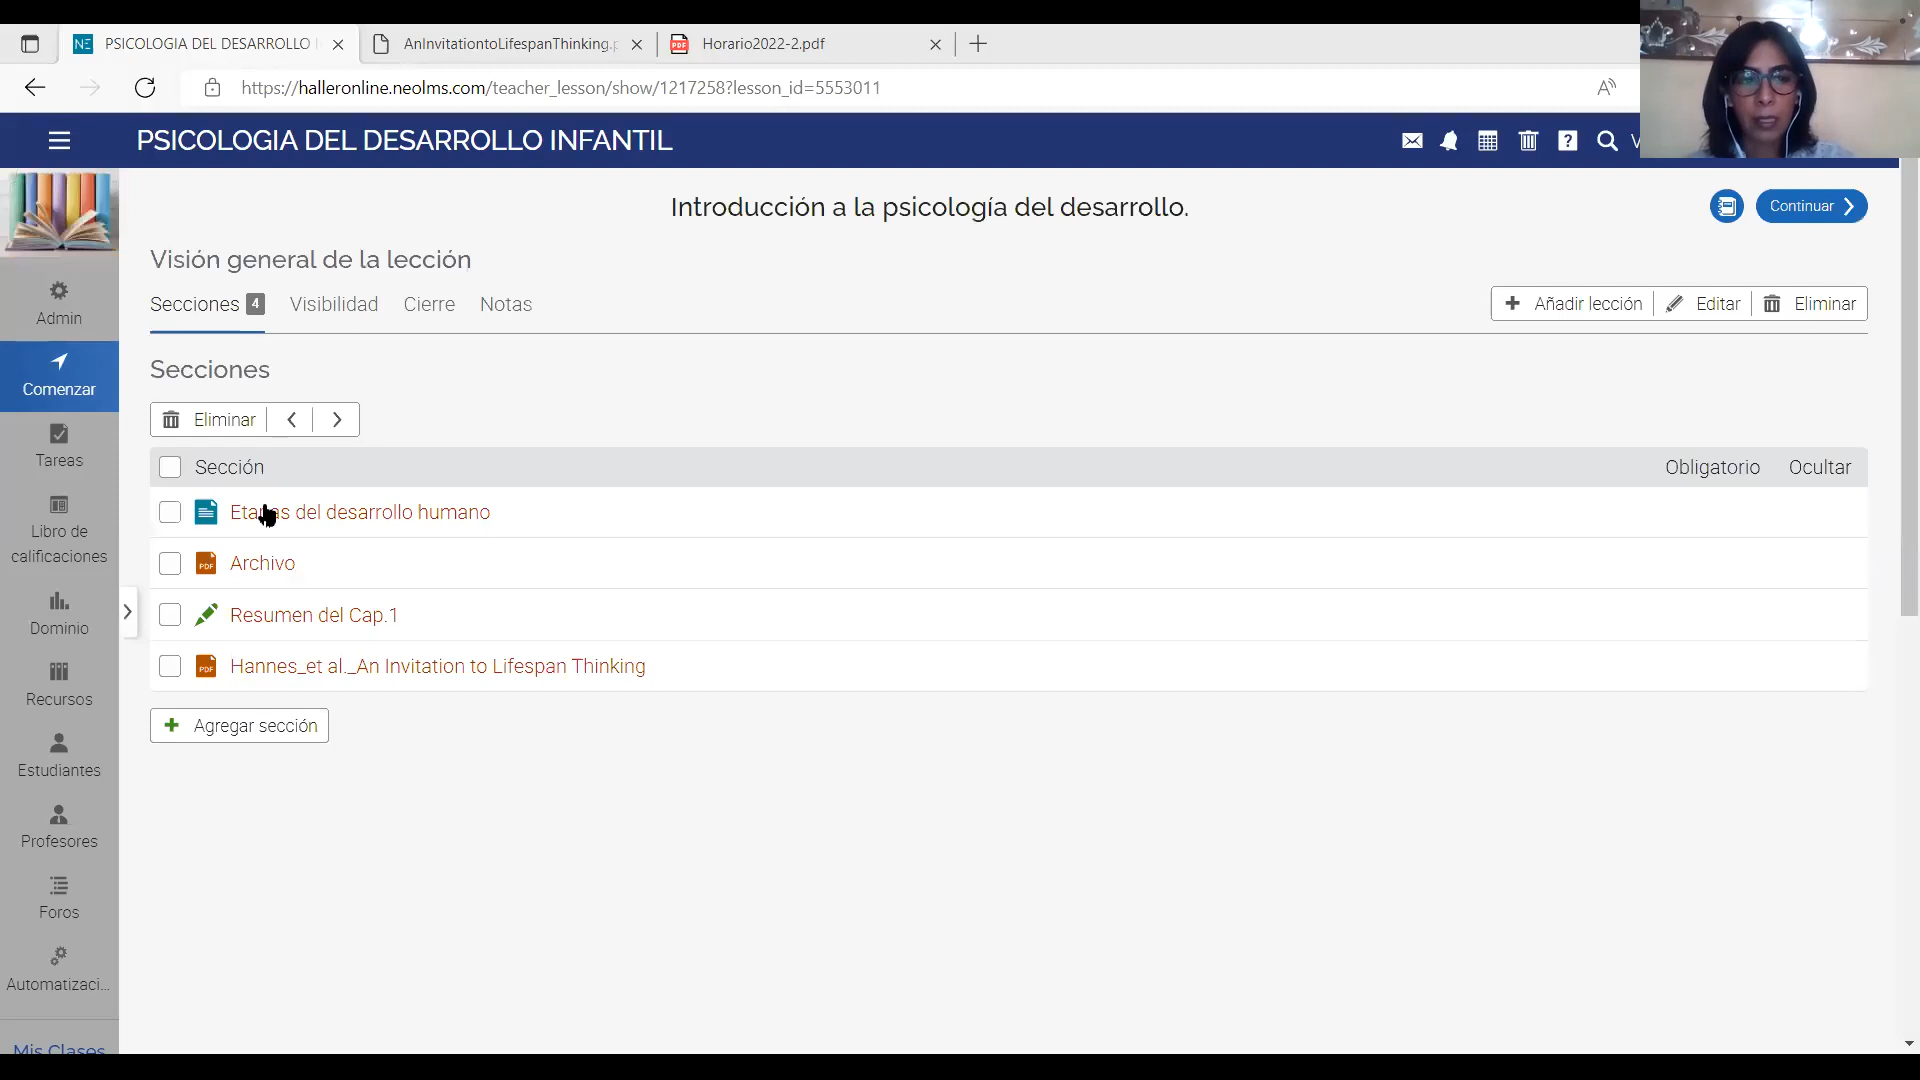 PSICOLOGIA DEL DESARROLLO
AnInvitationtoLifespanThinking.p
Horario2022-2.pdf
https://halleronline.neolms.com/teacher_lesson/show/1217258?lesson_id=5553011
PSICOLOGIA DEL DESARROLLO INFANTIL
Introducción a la psicología del desarrollo.
Continuar
Visión general de la lección
Secciones 4 Visibilidad Cierre Notas
Añadir lección Editar Eliminar
Secciones
Eliminar
Sección Obligatorio Ocultar
Etapas del desarrollo humano
PDF Archivo
Resumen del Cap.1
PDF Hannes_et al._An Invitation to Lifespan Thinking
Agregar sección
Admin
Comenzar
Tareas
Libro de
calificaciones
Dominio
Recursos
Estudiantes
Profesores
Foros
Automatizaci...
Mis Clases